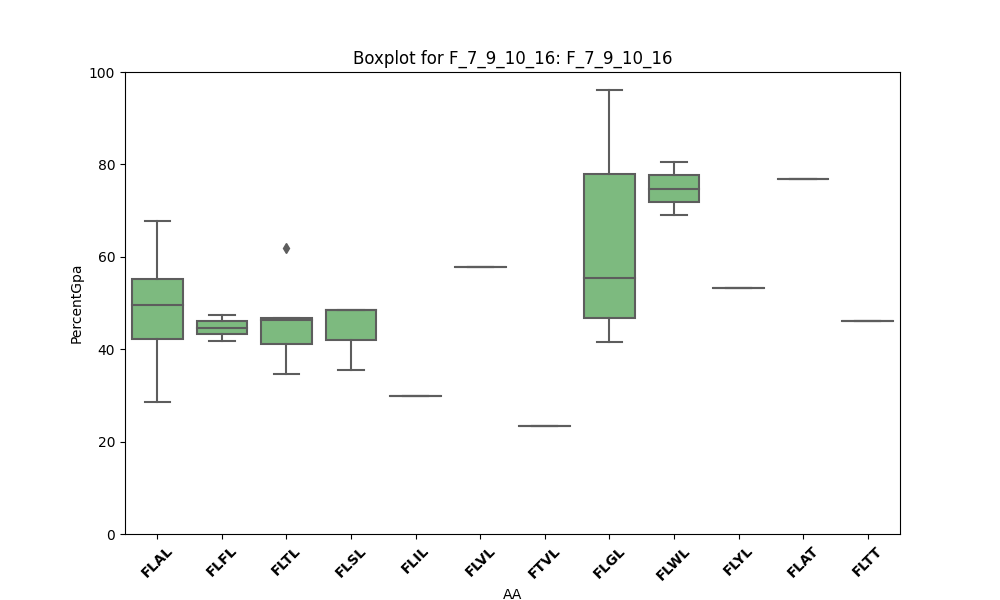 Boxplot for F_7_9_10_16: F_7_9_10_16
100
80
60
40
20
0
PercentGpa
FLAL
FLFL
FLTL
FLSL
FLIL
FLVL
FTVL
FLGL
FLWL
FLYL
FLAT
FLTT
AA